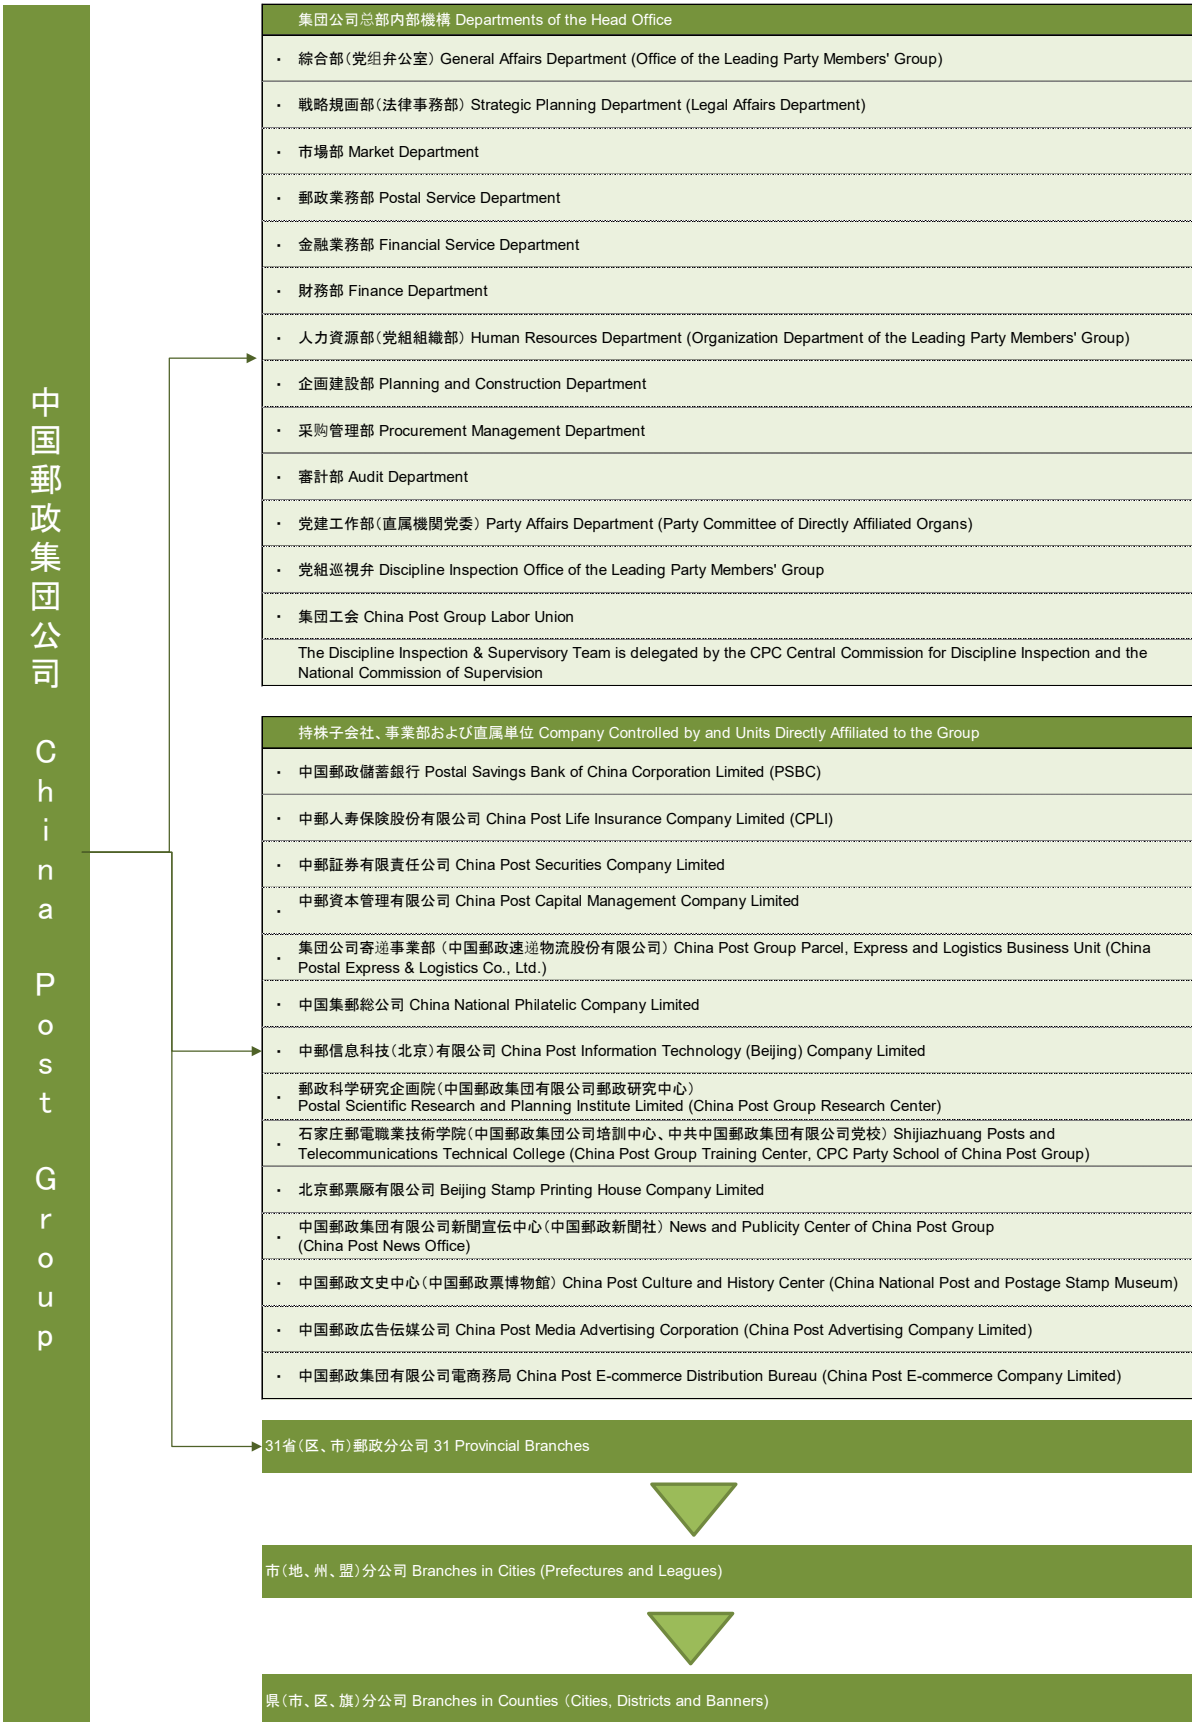 中国郵政集団公司 China Post Group
集団公司总部内部機構 Departments of the Head Office
・ 綜合部（党组弁公室） General Affairs Department (Office of the Leading Party Members' Group)
・ 戦略規画部（法律事務部） Strategic Planning Department (Legal Affairs Department)
・ 市場部 Market Department
・ 郵政業務部 Postal Service Department
・ 金融業務部 Financial Service Department
・ 財務部 Finance Department
・ 人力資源部（党組組織部） Human Resources Department (Organization Department of the Leading Party Members' Group)
・ 企画建設部 Planning and Construction Department
・ 采购管理部 Procurement Management Department
・ 審計部 Audit Department
・ 党建工作部（直属機関党委） Party Affairs Department (Party Committee of Directly Affiliated Organs)
・ 党組巡視弁 Discipline Inspection Office of the Leading Party Members' Group
・ 集団工会 China Post Group Labor Union
The Discipline Inspection & Supervisory Team is delegated by the CPC Central Commission for Discipline Inspection and the
National Commission of Supervision
持株子会社、事業部および直属単位 Company Controlled by and Units Directly Affiliated to the Group
・ 中国郵政儲蓄銀行 Postal Savings Bank of China Corporation Limited (PSBC)
・ 中郵人寿保険股份有限公司 China Post Life Insurance Company Limited (CPLI)
・ 中郵証券有限責任公司 China Post Securities Company Limited
・ 中郵資本管理有限公司 China Post Capital Management Company Limited
・ 集団公司寄递事業部 （中国郵政速递物流股份有限公司） China Post Group Parcel, Express and Logistics Business Unit (China
Postal Express & Logistics Co., Ltd.)
・ 中国集郵総公司 China National Philatelic Company Limited
・ 中郵信息科技（北京）有限公司 China Post Information Technology (Beijing) Company Limited
・ 郵政科学研究企画院（中国郵政集団有限公司郵政研究中心）
Postal Scientific Research and Planning Institute Limited (China Post Group Research Center)
・ 石家庄郵電職業技術学院（中国郵政集団公司培訓中心、中共中国郵政集団有限公司党校） Shijiazhuang Posts and
Telecommunications Technical College (China Post Group Training Center, CPC Party School of China Post Group)
・ 北京郵票厰有限公司 Beijing Stamp Printing House Company Limited
・ 中国郵政集団有限公司新聞宣伝中心（中国郵政新聞社） News and Publicity Center of China Post Group
(China Post News Office)
・ 中国郵政文史中心（中国郵政票博物館） China Post Culture and History Center (China National Post and Postage Stamp Museum)
・ 中国郵政広告伝媒公司 China Post Media Advertising Corporation (China Post Advertising Company Limited)
・ 中国郵政集団有限公司電商務局 China Post E-commerce Distribution Bureau (China Post E-commerce Company Limited)
31省（区、市）郵政分公司 31 Provincial Branches
市（地、州、盟）分公司 Branches in Cities (Prefectures and Leagues)
県（市、区、旗）分公司 Branches in Counties （Cities, Districts and Banners)